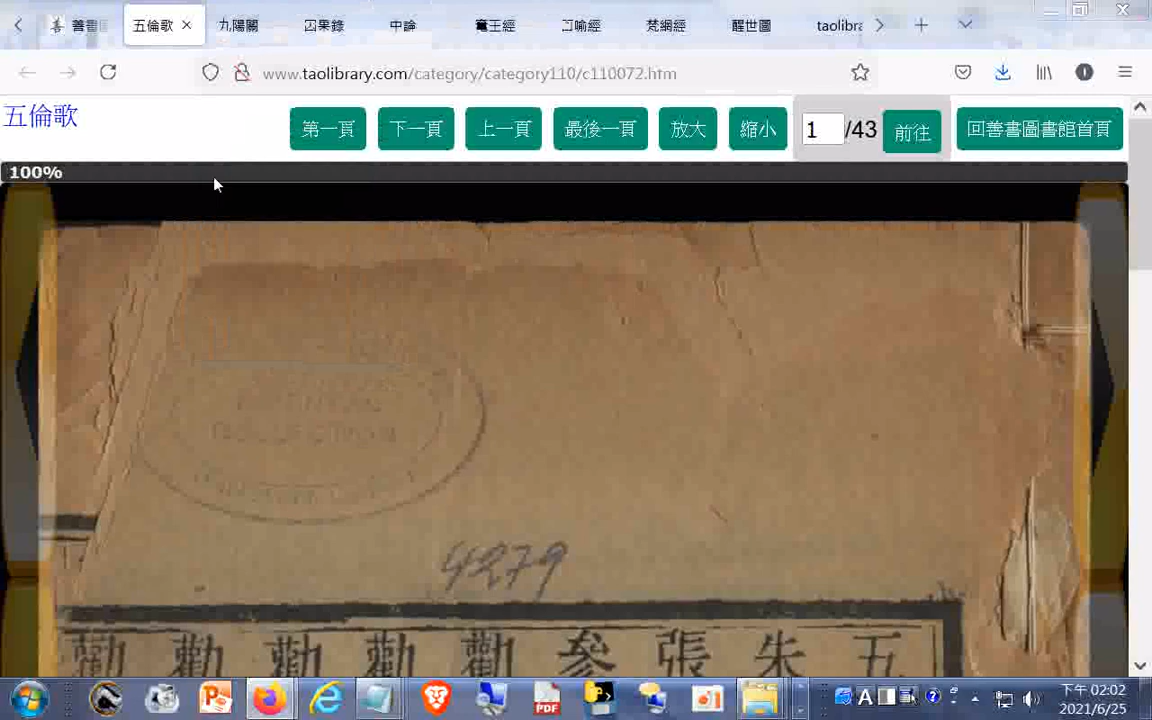 善書
五倫歌
九陽關
因果錄
中論
竈王經
百喻經
梵網經
醒世圖
taolibra
www.taolibrary.com/category/category110/c110072.htm
五倫歌
第一頁
下一頁
上一頁
最後一頁
放大
縮小
1
/43
前往
回善書圖書館首頁
100%
4279
勸 勸 勸 勸 勸 參 張 朱 五
PDF
A
下午 02:02
2021/6/25